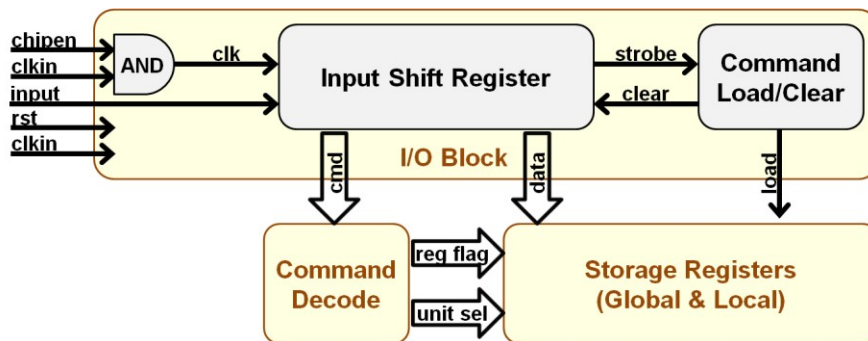 chipen
clkin
input
rst
clkin
AND
clk
Input Shift Register
strobe
clear
Command
Load/Clear
I/O Block
cmd
data
load
Command
Decode
reg flag
unit sel
Storage Registers
(Global & Local)